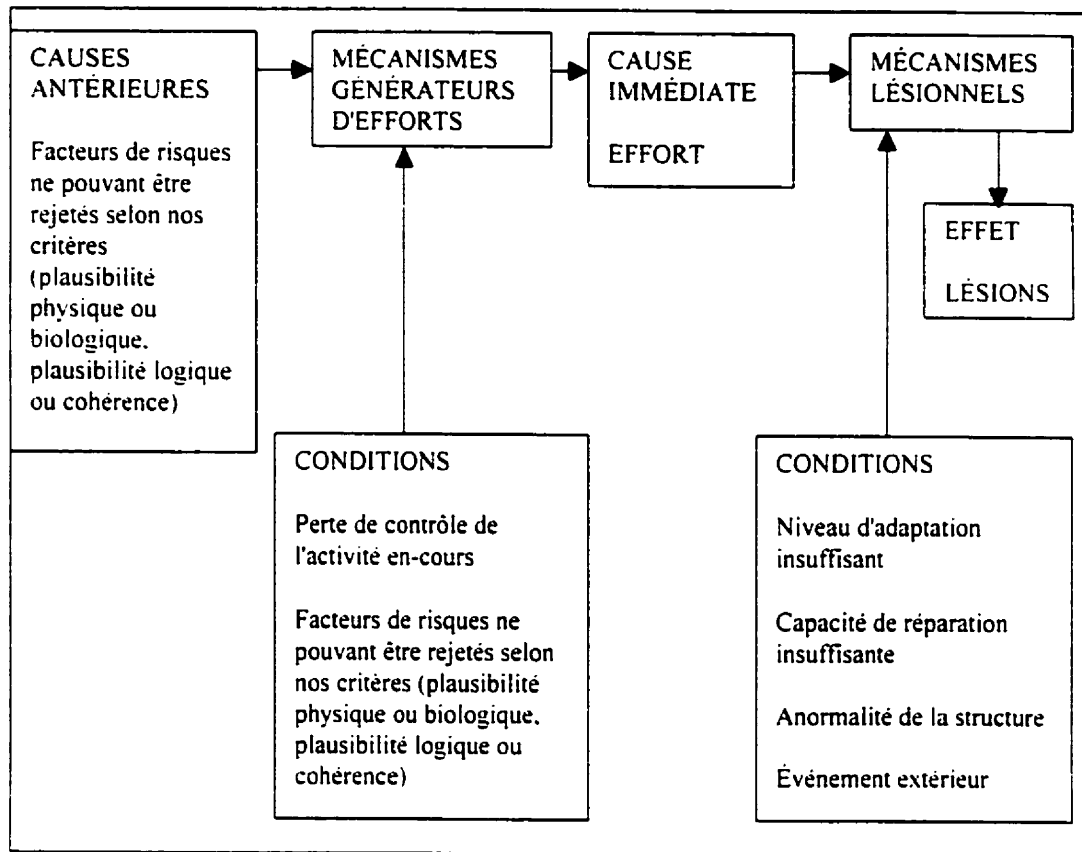 CAUSES
ANTÉRIEURES
Facteurs de risques
ne pouvant être
rejetés selon nos
critères
(plausibilité
physique ou
biologique,
plausibilité logique
ou cohérence)
MÉCANISMES
GÉNÉRATEURS
D'EFFORTS
CAUSE
IMMÉDIATE
EFFORT
MÉCANISMES
LÉSIONNELS
EFFET
LÉSIONS
CONDITIONS
Perte de contrôle de
l'activité en-cours
Facteurs de risques ne
pouvant être rejetés selon
nos critères (plausibilité
physique ou biologique,
plausibilité logique ou
cohérence)
CONDITIONS
Niveau d'adaptation
insuffisant
Capacité de réparation
insuffisante
Anormalité de la structure
Événement extérieur